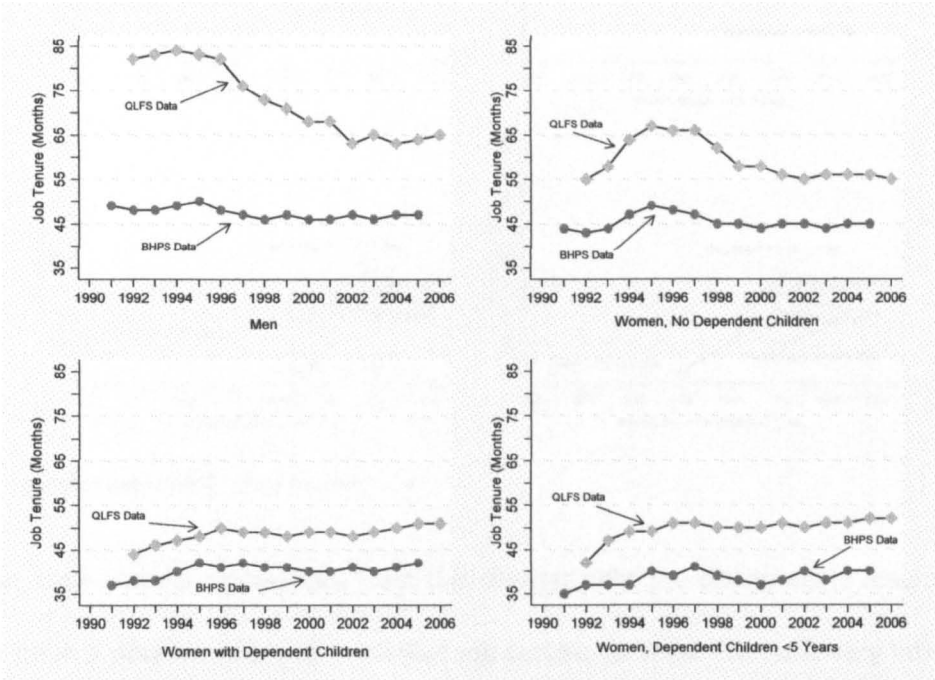 85
75
65
55
45
35
Job Tenure (Months)
QLFS Data
BHPS Data
1990 1992 1994 1996 1998 2000 2002 2004 2006
Men
85
75
65
55
45
35
Job Tenure (Months)
QLFS Data
BHPS Data
1990 1992 1994 1996 1998 2000 2002 2004 2006
Women, No Dependent Children
85
75
65
55
45
35
Job Tenure (Months)
QLFS Data
BHPS Data
1990 1992 1994 1996 1998 2000 2002 2004 2006
Women with Dependent Children
85
75
65
55
45
35
Job Tenure (Months)
QLFS Data
BHPS Data
1990 1992 1994 1996 1998 2000 2002 2004 2006
Women, Dependent Children <5 Years